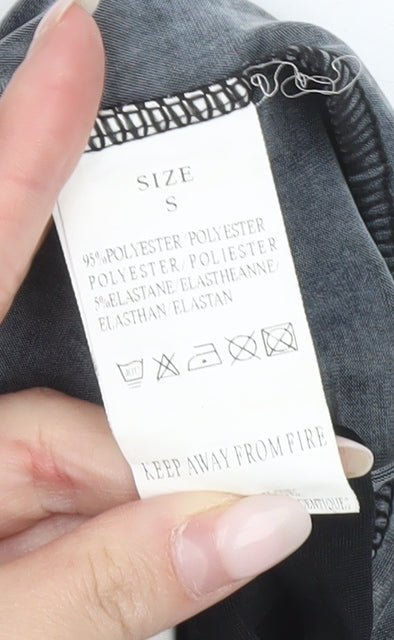 SIZE
S
95%POLYESTER/POLYESTER
POLYESTER/POLIESTER
5%ELASTANE/ELASTHEANNE/
ELASTHAN/ELASTAN
KEEP AWAY FROM FIRE